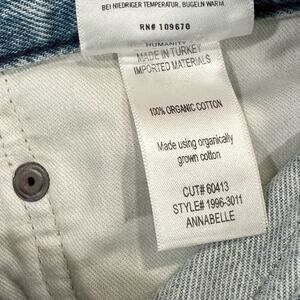 BEI NIEDRIGER TEMPERATUR, BUGELN WARM
RN# 109670
HUMANITY
MADE IN TURKEY
IMPORTED MATERIALS
100% ORGANIC COTTON
Made using organically
grown cotton
CUT# 60413
STYLE# 1996-3011
ANNABELLE